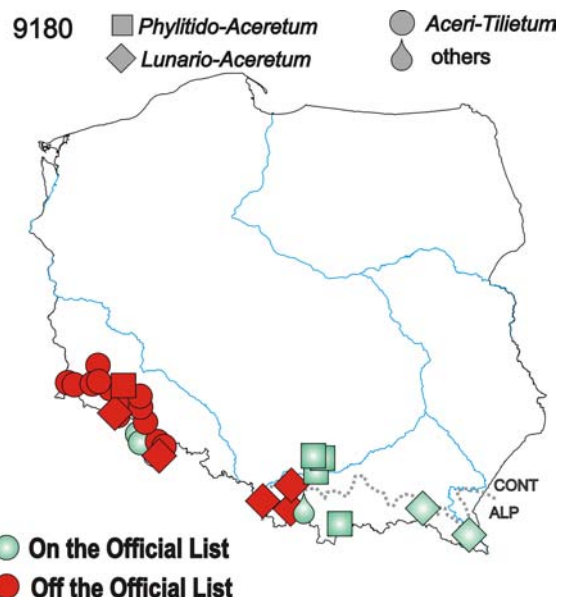 9180
Phylitido-Aceretum
Aceri-Tilietum
Lunario-Aceretum
others
CONT
ALP
On the Official List
Off the Official List